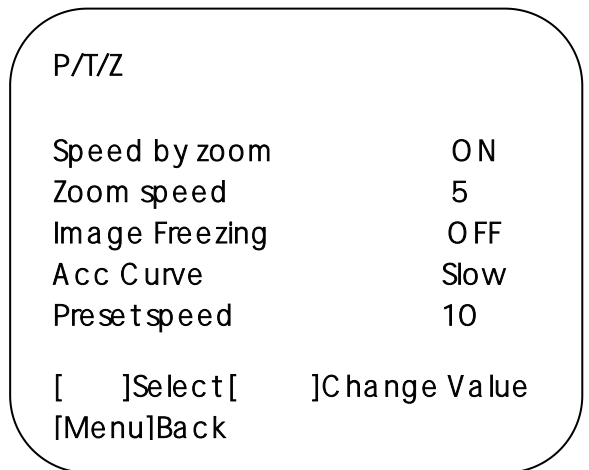 P/T/Z
Speed by zoom ON
Zoom speed 5
Image Freezing OFF
Acc Curve Slow
Preset speed 10
[ ]Select[ ]Change Value
[Menu]Back